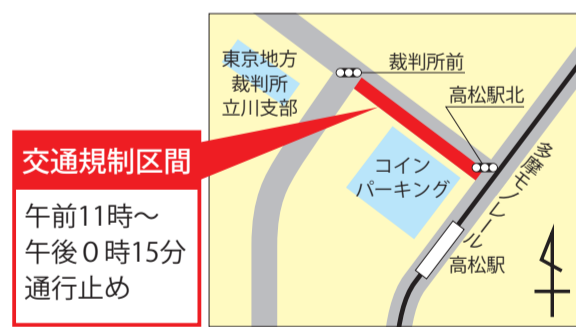 交通規制区間
午前11時～
午後0時15分
通行止め
東京地方
裁判所
立川支部
裁判所前
高松駅北
コイン
パーキング
多摩モノレール
高松駅